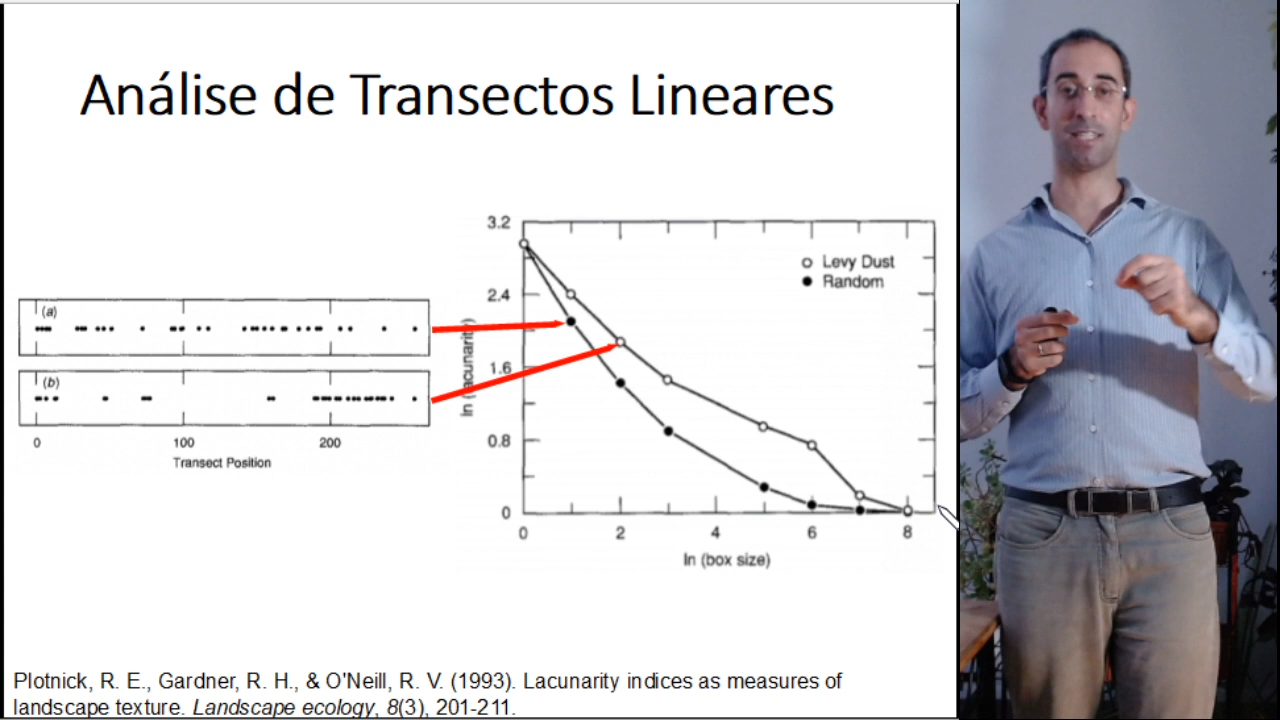 Análise de Transectos Lineares
3.2
2.4
1.6
0.8
0
ln (lacunarity)
Levy Dust
Random
0 2 4 6 8
ln (box size)
(a)
(b)
0 100 200
Transect Position
Plotnick, R. E., Gardner, R. H., & O'Neill, R. V. (1993). Lacunarity indices as measures of
landscape texture. Landscape ecology, 8(3), 201-211.